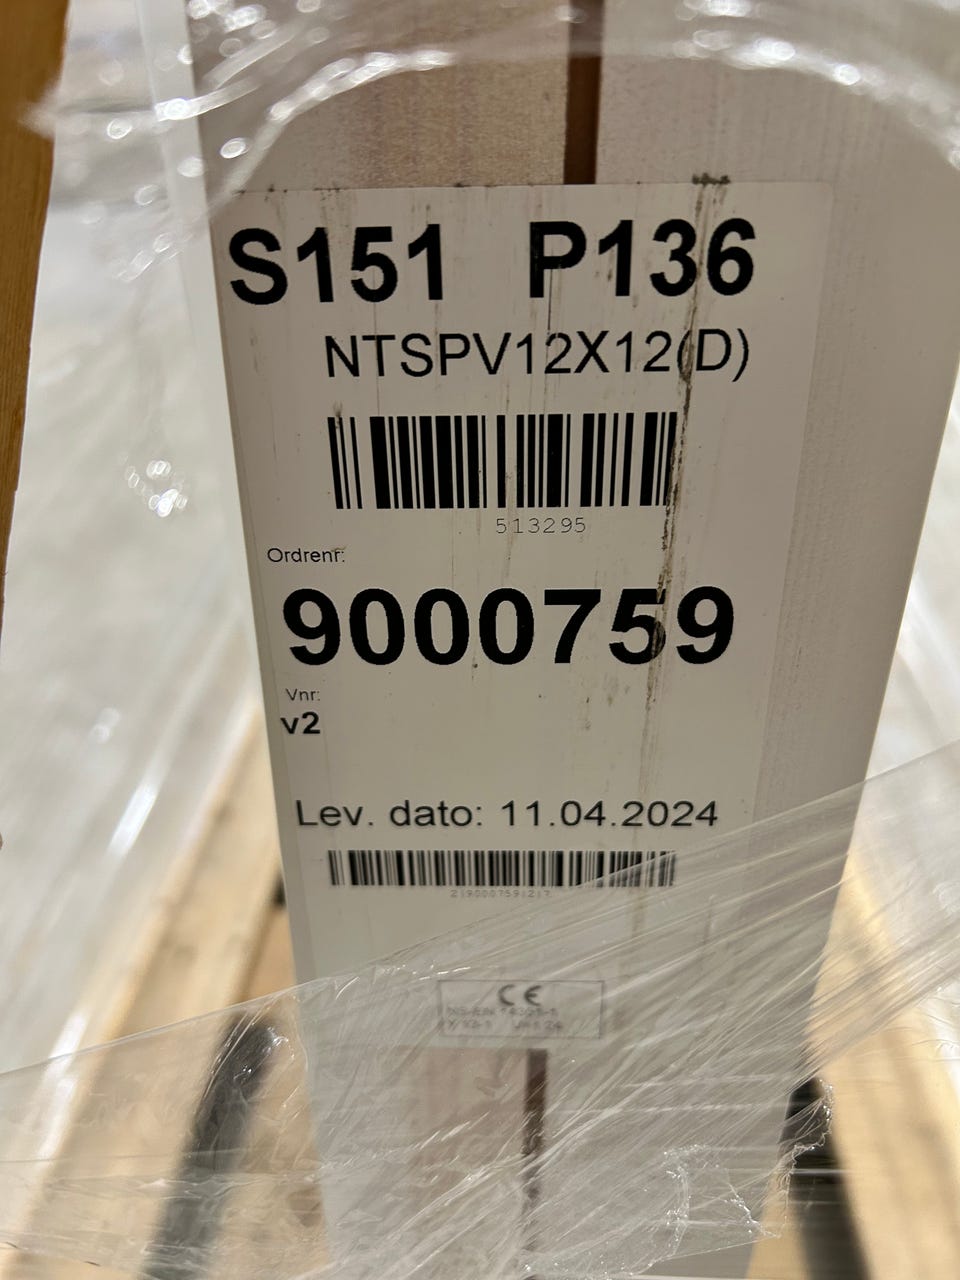 S151 P136
NTSPV12X12(D)
513295
Ordrenr:
9000759
Vnr:
v2
Lev. dato: 11.04.2024
CE